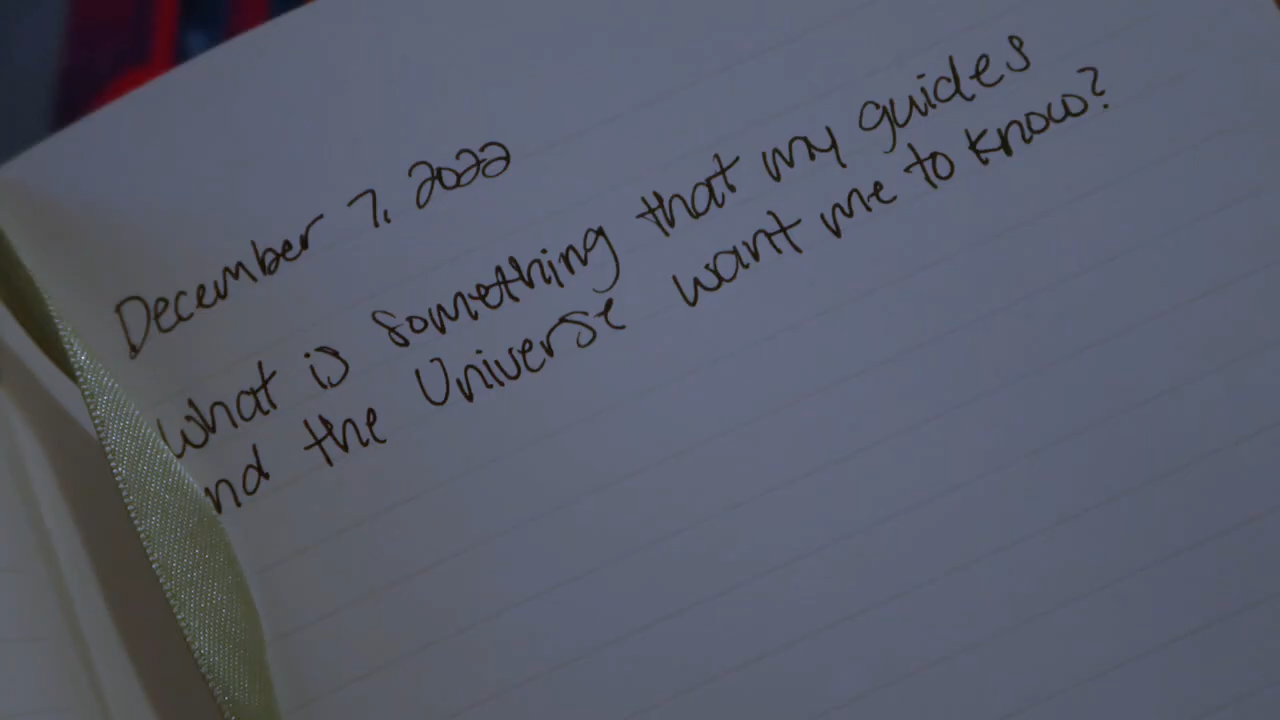 December 7, 2022
What is something that my guides
nd the Universe want me to know?